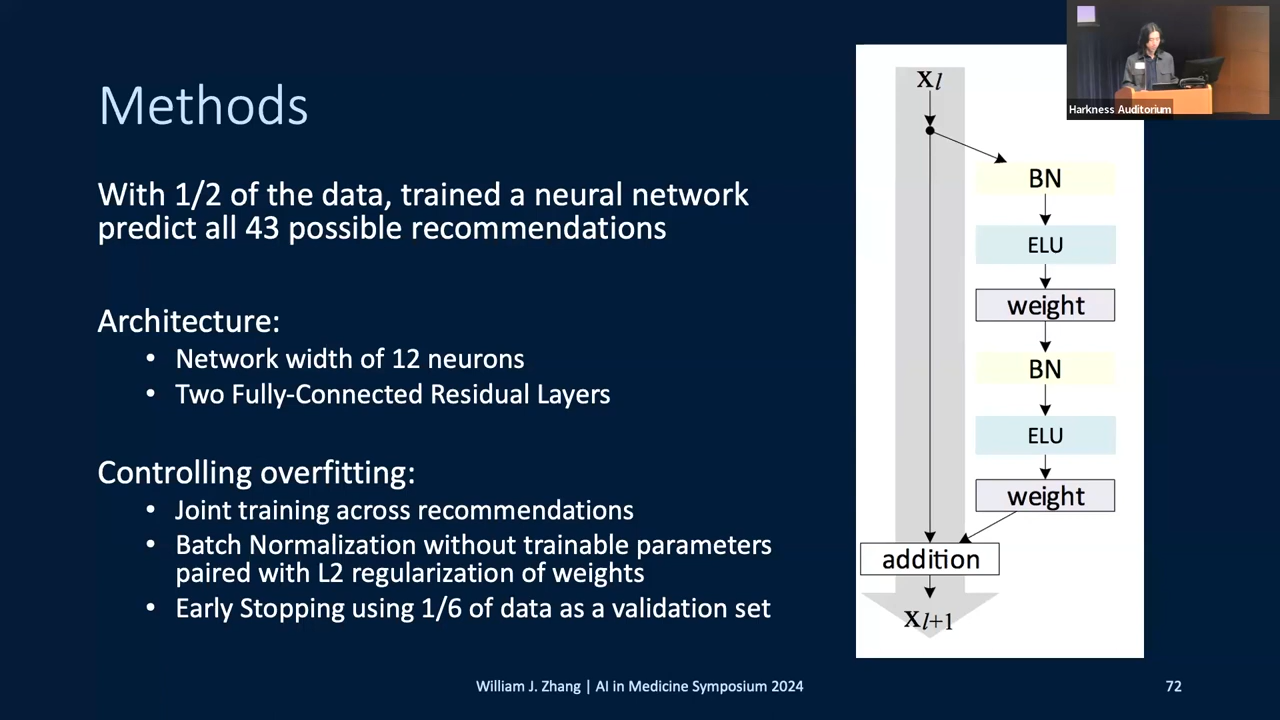 Methods
With 1/2 of the data, trained a neural network
predict all 43 possible recommendations
Architecture:
• Network width of 12 neurons
• Two Fully-Connected Residual Layers
Controlling overfitting:
• Joint training across recommendations
• Batch Normalization without trainable parameters
paired with L2 regularization of weights
• Early Stopping using 1/6 of data as a validation set
Xl
BN
ELU
weight
BN
ELU
weight
addition
Xl+1
Harkness Auditorium
William J. Zhang | AI in Medicine Symposium 2024
72